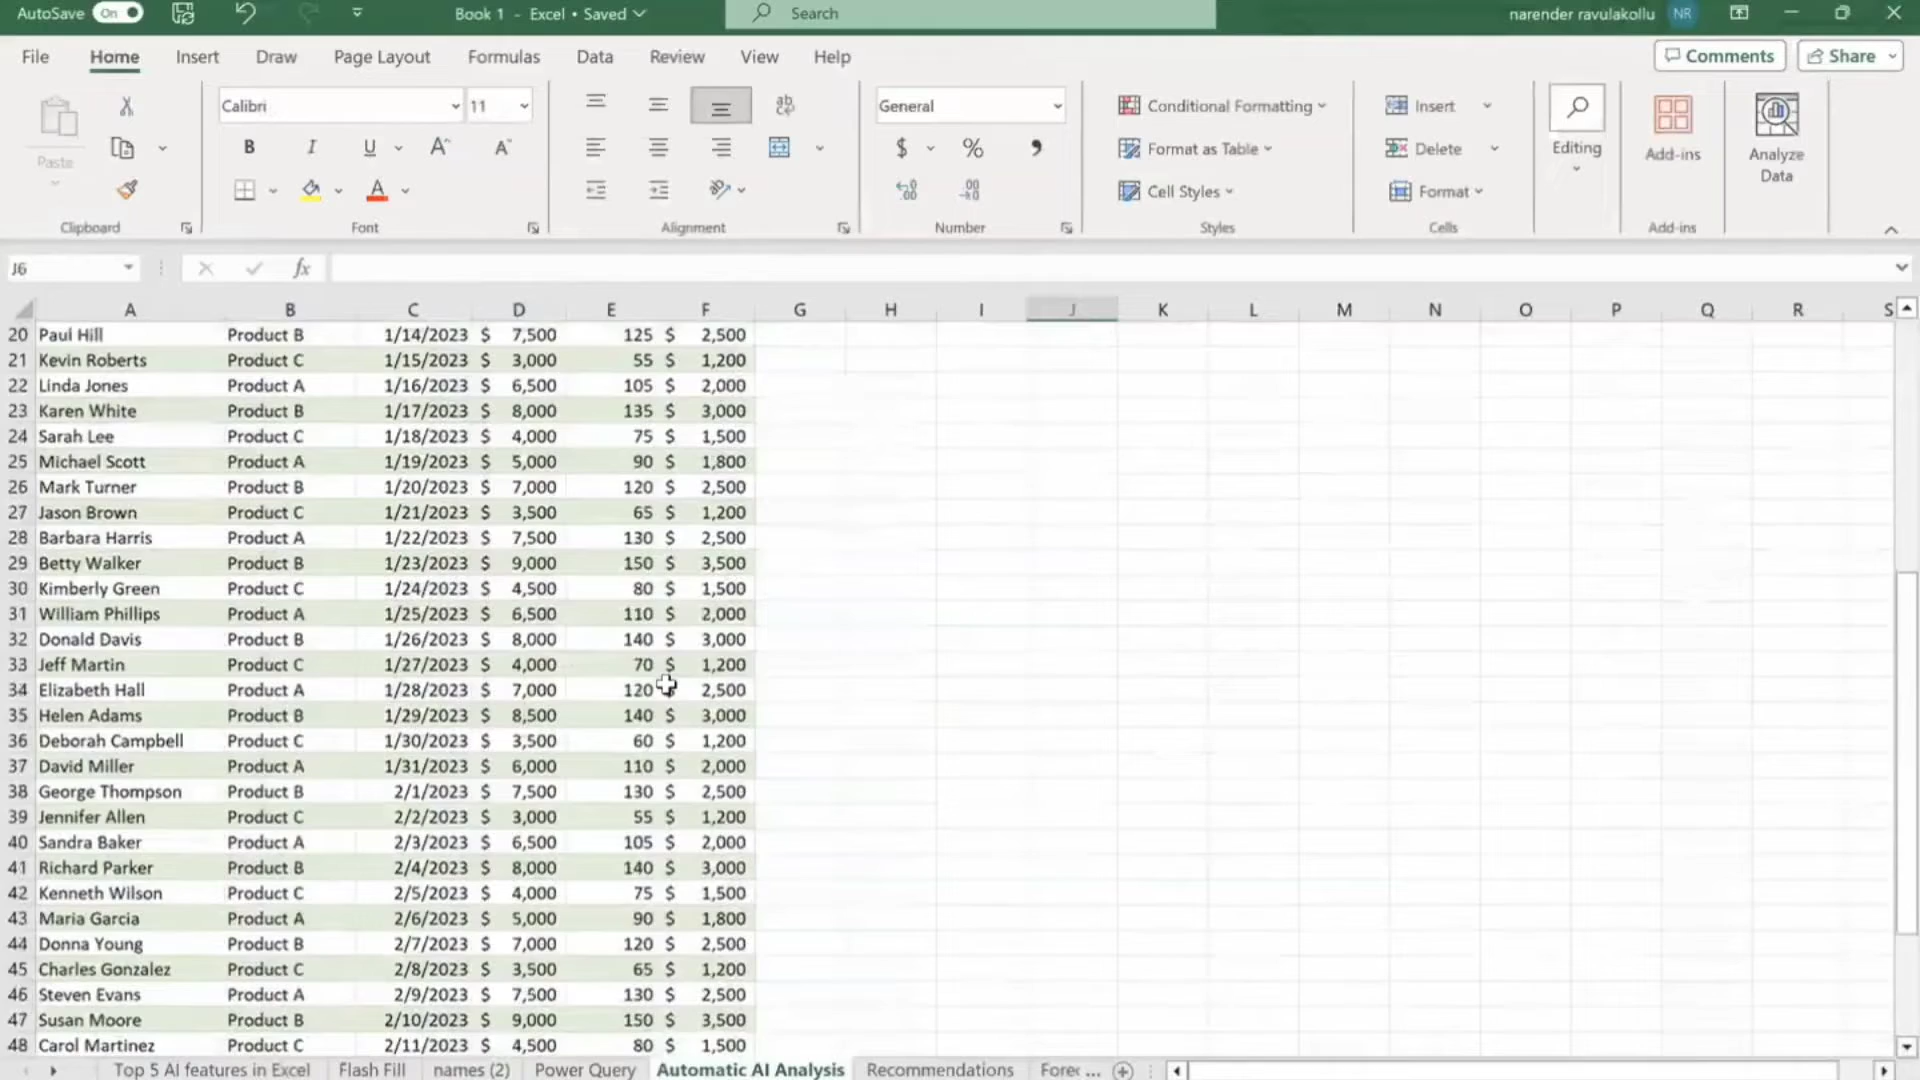 AutoSave On Book 1 - Excel • Saved Search narender ravulakollu NR
File Home Insert Draw Page Layout Formulas Data Review View Help Comments Share
Paste
Clipboard
Calibri 11
B I U A A
A
Font
ab
Alignment
General
$ % ,
.00 .00
Number
Conditional Formatting
Format as Table
Cell Styles
Styles
Insert
Delete
Format
Cells
Editing
Add-ins
Add-ins
Analyze
Data
J6 fx
A B C D E F G H I J K L M N O P Q R S
20 Paul Hill Product B 1/14/2023 $ 7,500 125 $ 2,500
21 Kevin Roberts Product C 1/15/2023 $ 3,000 55 $ 1,200
22 Linda Jones Product A 1/16/2023 $ 6,500 105 $ 2,000
23 Karen White Product B 1/17/2023 $ 8,000 135 $ 3,000
24 Sarah Lee Product C 1/18/2023 $ 4,000 75 $ 1,500
25 Michael Scott Product A 1/19/2023 $ 5,000 90 $ 1,800
26 Mark Turner Product B 1/20/2023 $ 7,000 120 $ 2,500
27 Jason Brown Product C 1/21/2023 $ 3,500 65 $ 1,200
28 Barbara Harris Product A 1/22/2023 $ 7,500 130 $ 2,500
29 Betty Walker Product B 1/23/2023 $ 9,000 150 $ 3,500
30 Kimberly Green Product C 1/24/2023 $ 4,500 80 $ 1,500
31 William Phillips Product A 1/25/2023 $ 6,500 110 $ 2,000
32 Donald Davis Product B 1/26/2023 $ 8,000 140 $ 3,000
33 Jeff Martin Product C 1/27/2023 $ 4,000 70 $ 1,200
34 Elizabeth Hall Product A 1/28/2023 $ 7,000 120 $ 2,500
35 Helen Adams Product B 1/29/2023 $ 8,500 140 $ 3,000
36 Deborah Campbell Product C 1/30/2023 $ 3,500 60 $ 1,200
37 David Miller Product A 1/31/2023 $ 6,000 110 $ 2,000
38 George Thompson Product B 2/1/2023 $ 7,500 130 $ 2,500
39 Jennifer Allen Product C 2/2/2023 $ 3,000 55 $ 1,200
40 Sandra Baker Product A 2/3/2023 $ 6,500 105 $ 2,000
41 Richard Parker Product B 2/4/2023 $ 8,000 140 $ 3,000
42 Kenneth Wilson Product C 2/5/2023 $ 4,000 75 $ 1,500
43 Maria Garcia Product A 2/6/2023 $ 5,000 90 $ 1,800
44 Donna Young Product B 2/7/2023 $ 7,000 120 $ 2,500
45 Charles Gonzalez Product C 2/8/2023 $ 3,500 65 $ 1,200
46 Steven Evans Product A 2/9/2023 $ 7,500 130 $ 2,500
47 Susan Moore Product B 2/10/2023 $ 9,000 150 $ 3,500
48 Carol Martinez Product C 2/11/2023 $ 4,500 80 $ 1,500
Top 5 AI features in Excel Flash Fill names (2) Power Query Automatic AI Analysis Recommendations Forec ...